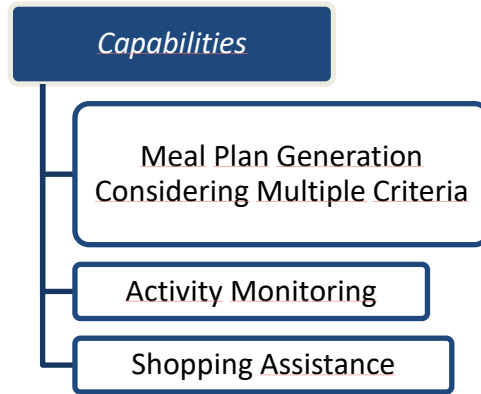 Capabilities
Meal Plan Generation
Considering Multiple Criteria
Activity Monitoring
Shopping Assistance